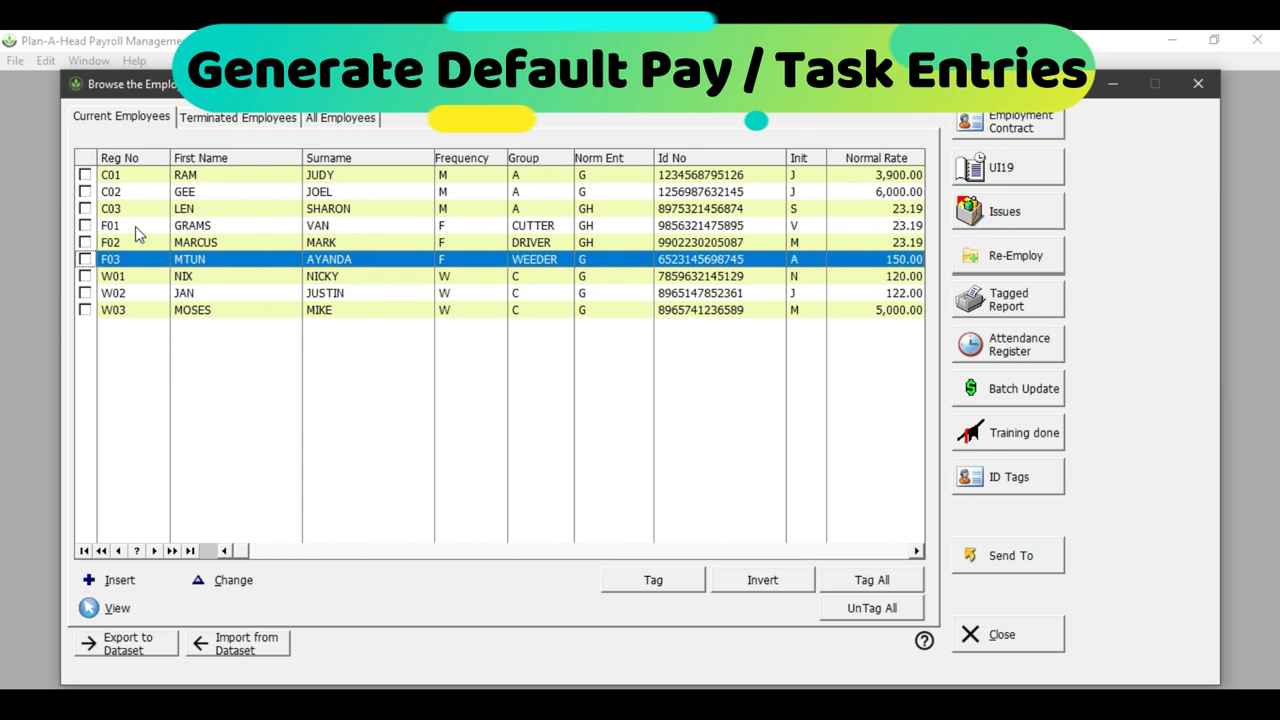 Plan-A-Head Payroll Manageme
Generate Default Pay / Task Entries
File Edit Window Help
Browse the Emplo
Current Employees Terminated Employees All Employees
Reg No First Name Surname Frequency Group Norm Ent Id No Init Normal Rate
C01 RAM JUDY M A G 1234568795126 J 3,900.00
C02 GEE JOEL M A G 1256987632145 J 6,000.00
C03 LEN SHARON M A GH 8975321456874 S 23.19
F01 GRAMS VAN F CUTTER GH 9856321475895 V 23.19
F02 MARCUS MARK F DRIVER GH 9902230205087 M 23.19
F03 MTUN AYANDA F WEEDER G 6523145698745 A 150.00
W01 NIX NICKY W C G 7859632145129 N 120.00
W02 JAN JUSTIN W C G 8965147852361 J 122.00
W03 MOSES MIKE W C G 8965741236589 M 5,000.00
Employment
Contract
UI19
Issues
Re-Employ
Tagged
Report
Attendance
Register
Batch Update
Training done
ID Tags
Send To
Close
?
Insert Change Tag Invert Tag All
View UnTag All
Export to
Dataset
Import from
Dataset
?